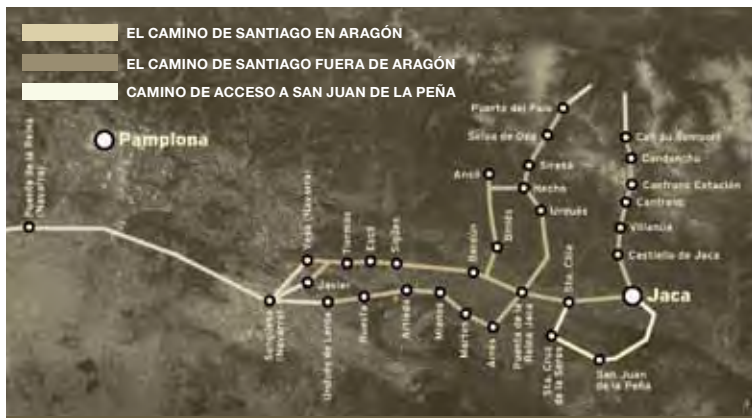 EL CAMINO DE SANTIAGO EN ARAGÓN
EL CAMINO DE SANTIAGO FUERA DE ARAGÓN
CAMINO DE ACCESO A SAN JUAN DE LA PEÑA
Pamplona
Puente de la Reina
(Navarra)
Puerto del Palo
Selva de Oza
Siresa
Ansó
Hecho
Urdués
Biniés
Candanchú
Canfranc Estación
Canfranc
Villanúa
Castiello de Jaca
Jaca
Yesa (Navarra)
Tiermas
Escó
Sigüés
Berdún
Sta. Cilia
Javier
Sangüesa
(Navarra)
Undués de Lerda
Ruesta
Artieda
Mianos
Martes
Arrés
Puente de la
Reina Jaca
Sta. Cruz
de la Seros
San Juan
de la Peña